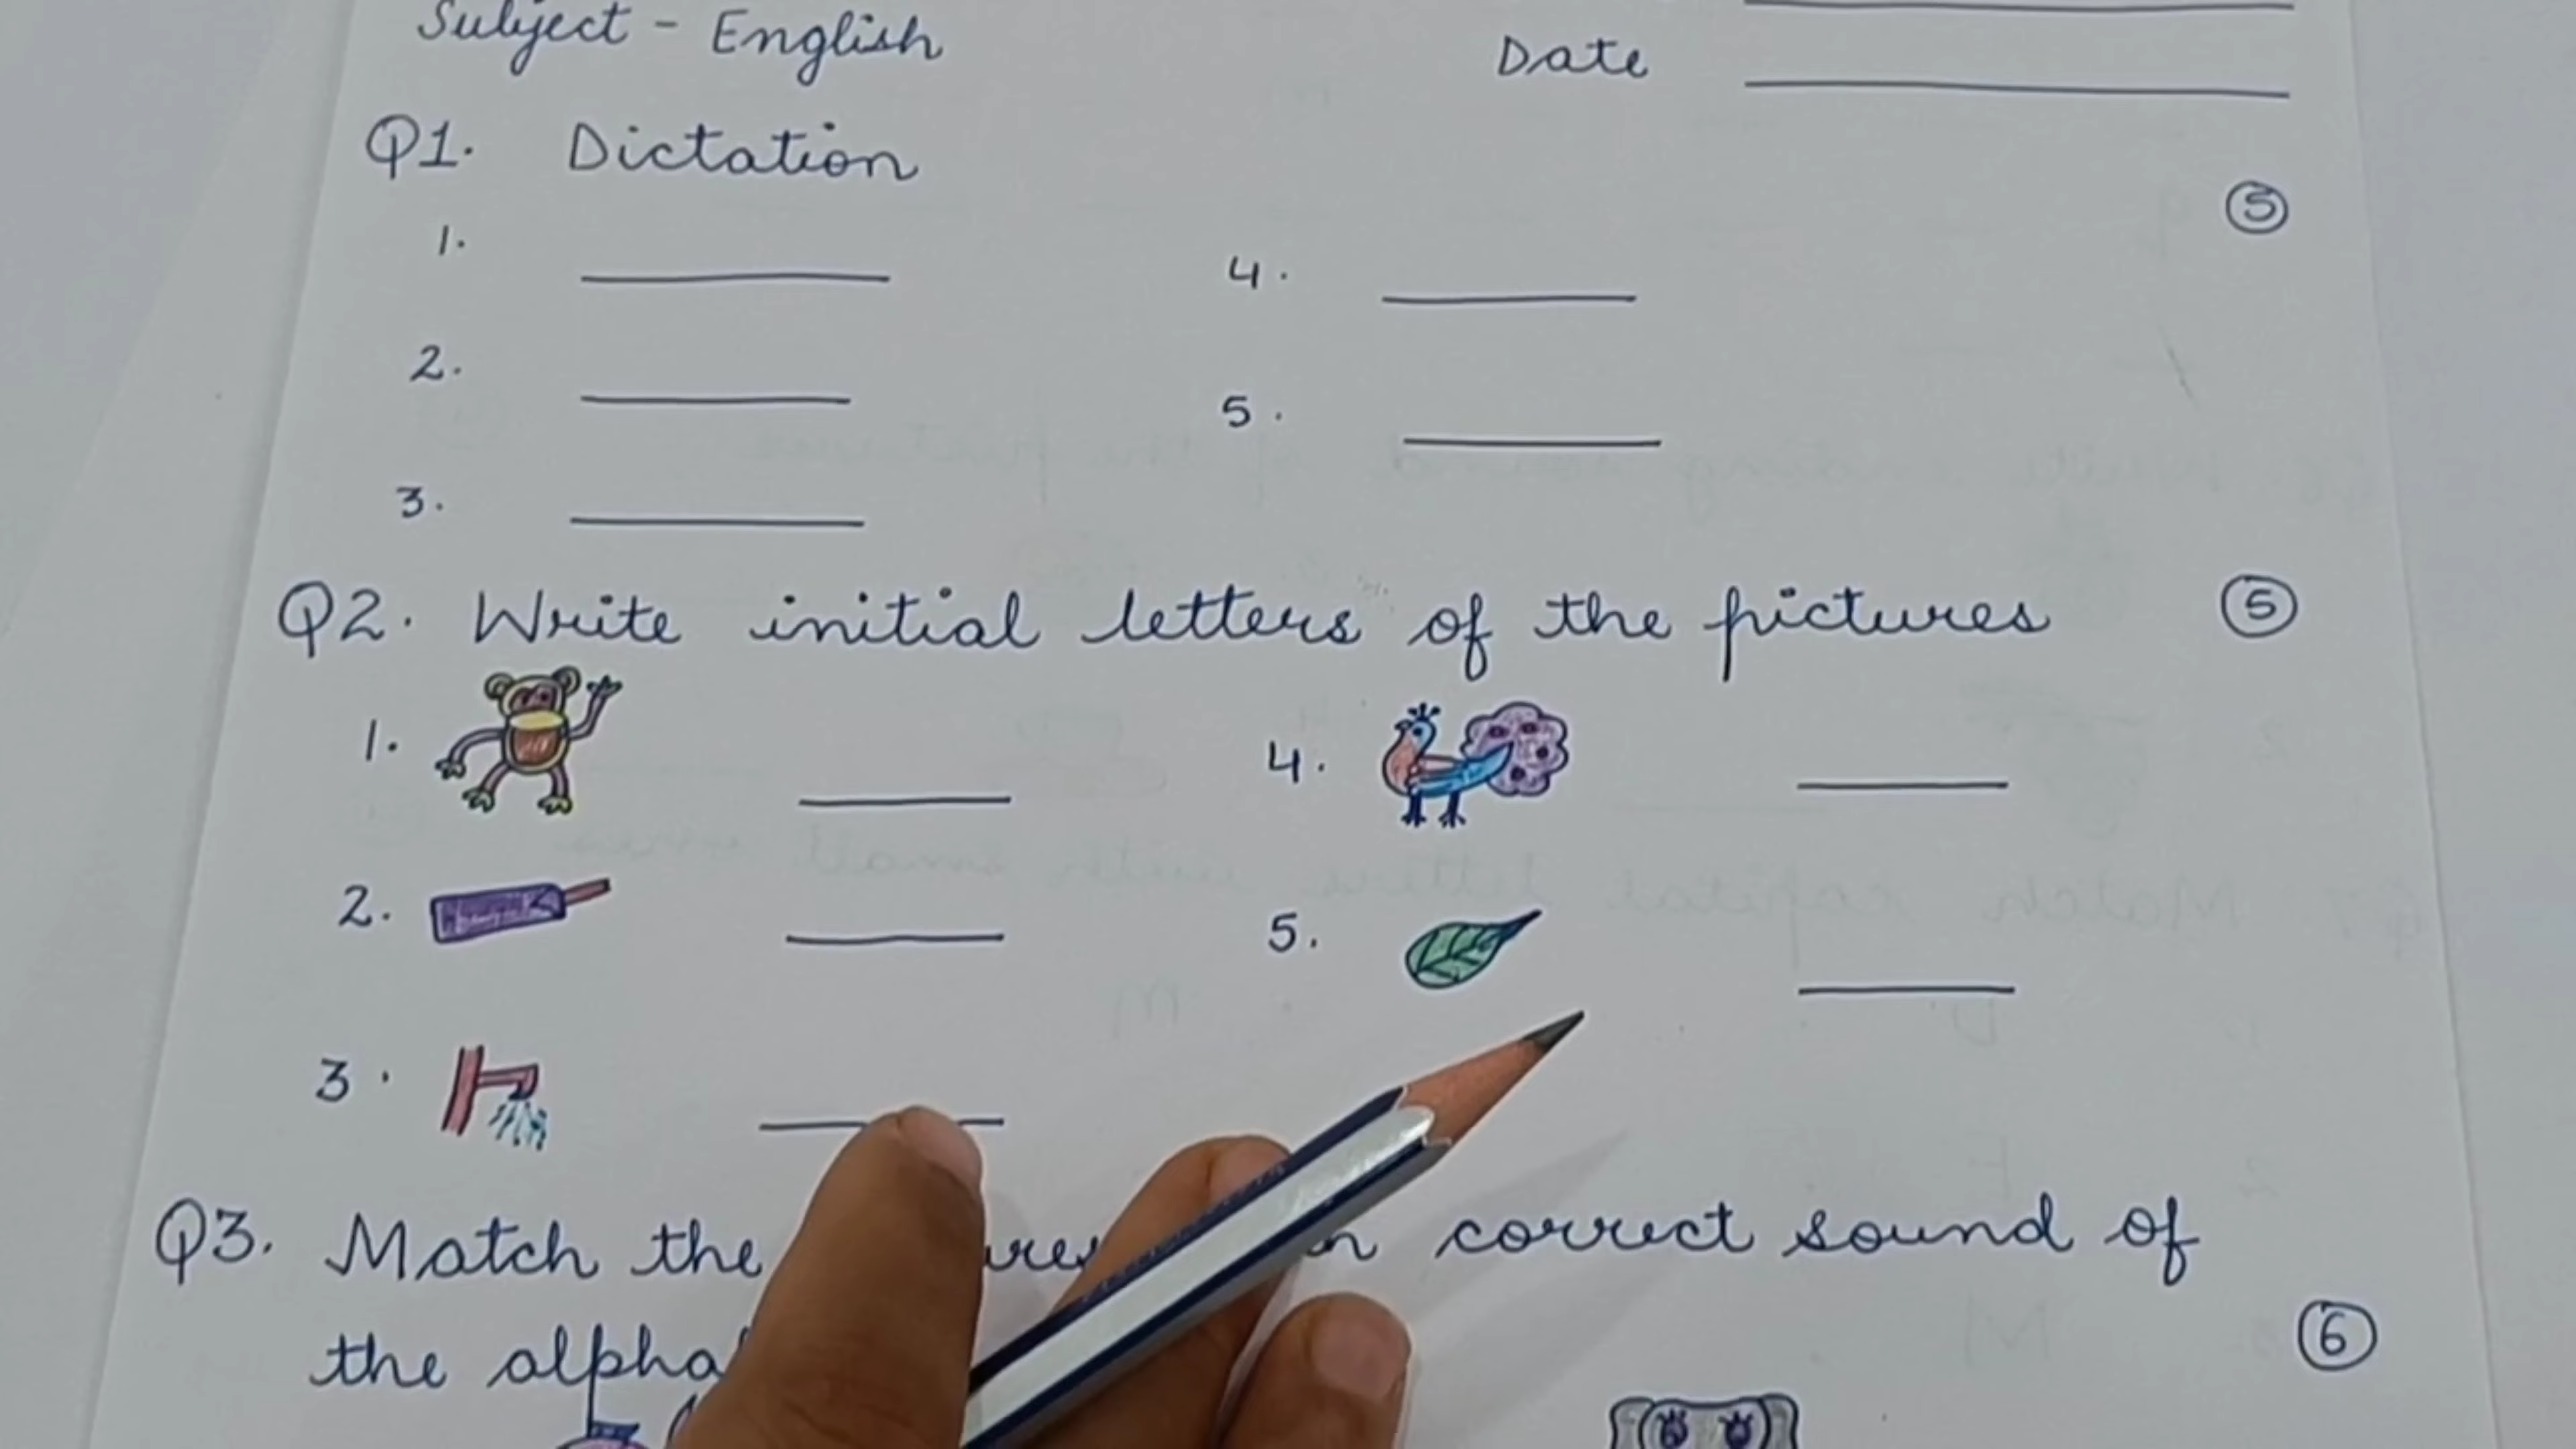 Subject - English
Date
Q1. Dictation
5
1.
4.
2.
5.
3.
Q2. Write initial letters of the pictures 5
1.
4.
2.
5.
3.
Q3. Match the correct sound of
the
6